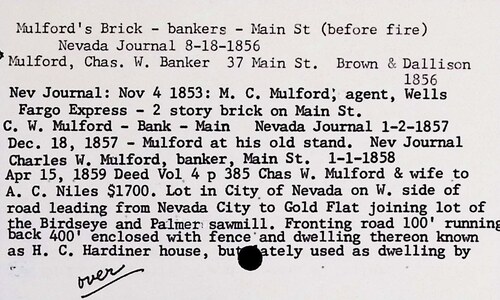 Mulford's Brick - bankers - Main St (before fire)
Nevada Journal 8-18-1856
Mulford, Chas. W. Banker 37 Main St. Brown & Dallison
1856
Nev Journal: Nov 4 1853: M. C. Mulford, agent, Wells
Fargo Express - 2 story brick on Main St.
C. W. Mulford - Bank - Main Nevada Journal 1-2-1857
Dec. 18, 1857 - Mulford at his old stand. Nev Journal
Charles W. Mulford, banker, Main St. 1-1-1858
Apr 15, 1859 Deed Vol 4 p 385 Chas W. Mulford & wife to
A. C. Niles $1700. Lot in City of Nevada on W. side of
road leading from Nevada City to Gold Flat joining lot of
the Birdseye and Palmer sawmill. Fronting road 100' running
back 400' enclosed with fence and dwelling thereon known
as H. C. Hardiner house, but ately used as dwelling by
over